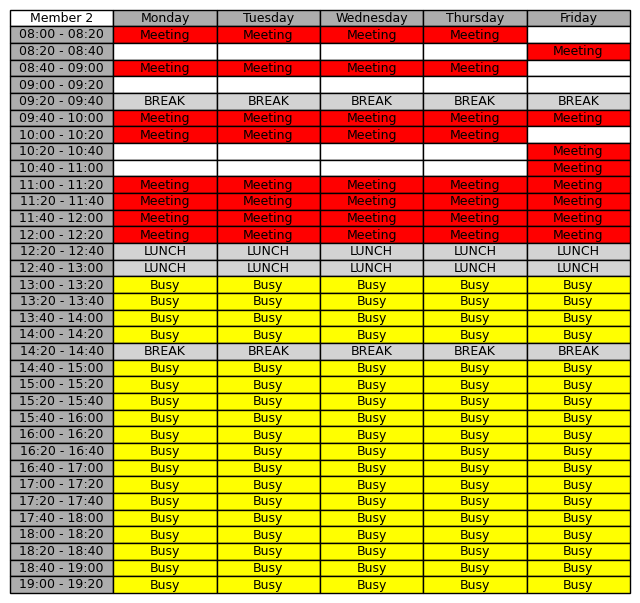 Member 2 Monday Tuesday Wednesday Thursday Friday
08:00 - 08:20 Meeting Meeting Meeting Meeting
08:20 - 08:40 Meeting
08:40 - 09:00 Meeting Meeting Meeting Meeting
09:00 - 09:20
09:20 - 09:40 BREAK BREAK BREAK BREAK BREAK
09:40 - 10:00 Meeting Meeting Meeting Meeting Meeting
10:00 - 10:20 Meeting Meeting Meeting Meeting
10:20 - 10:40 Meeting
10:40 - 11:00 Meeting
11:00 - 11:20 Meeting Meeting Meeting Meeting Meeting
11:20 - 11:40 Meeting Meeting Meeting Meeting Meeting
11:40 - 12:00 Meeting Meeting Meeting Meeting Meeting
12:00 - 12:20 Meeting Meeting Meeting Meeting Meeting
12:20 - 12:40 LUNCH LUNCH LUNCH LUNCH LUNCH
12:40 - 13:00 LUNCH LUNCH LUNCH LUNCH LUNCH
13:00 - 13:20 Busy Busy Busy Busy Busy
13:20 - 13:40 Busy Busy Busy Busy Busy
13:40 - 14:00 Busy Busy Busy Busy Busy
14:00 - 14:20 Busy Busy Busy Busy Busy
14:20 - 14:40 BREAK BREAK BREAK BREAK BREAK
14:40 - 15:00 Busy Busy Busy Busy Busy
15:00 - 15:20 Busy Busy Busy Busy Busy
15:20 - 15:40 Busy Busy Busy Busy Busy
15:40 - 16:00 Busy Busy Busy Busy Busy
16:00 - 16:20 Busy Busy Busy Busy Busy
16:20 - 16:40 Busy Busy Busy Busy Busy
16:40 - 17:00 Busy Busy Busy Busy Busy
17:00 - 17:20 Busy Busy Busy Busy Busy
17:20 - 17:40 Busy Busy Busy Busy Busy
17:40 - 18:00 Busy Busy Busy Busy Busy
18:00 - 18:20 Busy Busy Busy Busy Busy
18:20 - 18:40 Busy Busy Busy Busy Busy
18:40 - 19:00 Busy Busy Busy Busy Busy
19:00 - 19:20 Busy Busy Busy Busy Busy